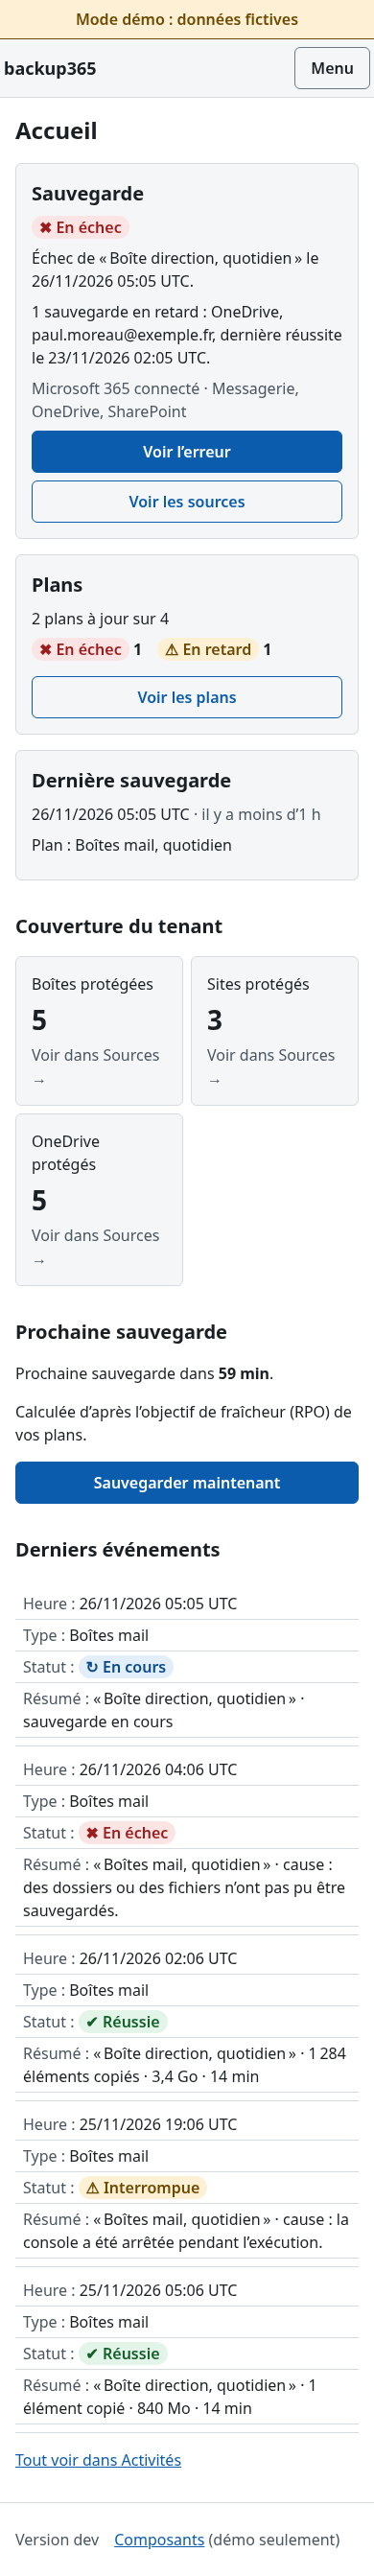 Mode démo : données fictives
backup365
Menu
Accueil
Sauvegarde
✖ En échec
Échec de « Boîte direction, quotidien » le
26/11/2026 05:05 UTC.
1 sauvegarde en retard : OneDrive,
paul.moreau@exemple.fr, dernière réussite
le 23/11/2026 02:05 UTC.
Microsoft 365 connecté · Messagerie,
OneDrive, SharePoint
Voir l’erreur
Voir les sources
Plans
2 plans à jour sur 4
✖ En échec 1 ⚠ En retard 1
Voir les plans
Dernière sauvegarde
26/11/2026 05:05 UTC · il y a moins d’1 h
Plan : Boîtes mail, quotidien
Couverture du tenant
Boîtes protégées
5
Voir dans Sources
→
Sites protégés
3
Voir dans Sources
→
OneDrive
protégés
5
Voir dans Sources
→
Prochaine sauvegarde
Prochaine sauvegarde dans 59 min.
Calculée d’après l’objectif de fraîcheur (RPO) de
vos plans.
Sauvegarder maintenant
Derniers événements
Heure : 26/11/2026 05:05 UTC
Type : Boîtes mail
Statut : ↻ En cours
Résumé : « Boîte direction, quotidien » ·
sauvegarde en cours
Heure : 26/11/2026 04:06 UTC
Type : Boîtes mail
Statut : ✖ En échec
Résumé : « Boîtes mail, quotidien » · cause :
des dossiers ou des fichiers n’ont pas pu être
sauvegardés.
Heure : 26/11/2026 02:06 UTC
Type : Boîtes mail
Statut : ✔ Réussie
Résumé : « Boîte direction, quotidien » · 1 284
éléments copiés · 3,4 Go · 14 min
Heure : 25/11/2026 19:06 UTC
Type : Boîtes mail
Statut : ⚠ Interrompue
Résumé : « Boîtes mail, quotidien » · cause : la
console a été arrêtée pendant l’exécution.
Heure : 25/11/2026 05:06 UTC
Type : Boîtes mail
Statut : ✔ Réussie
Résumé : « Boîte direction, quotidien » · 1
élément copié · 840 Mo · 14 min
Tout voir dans Activités
Version dev Composants (démo seulement)